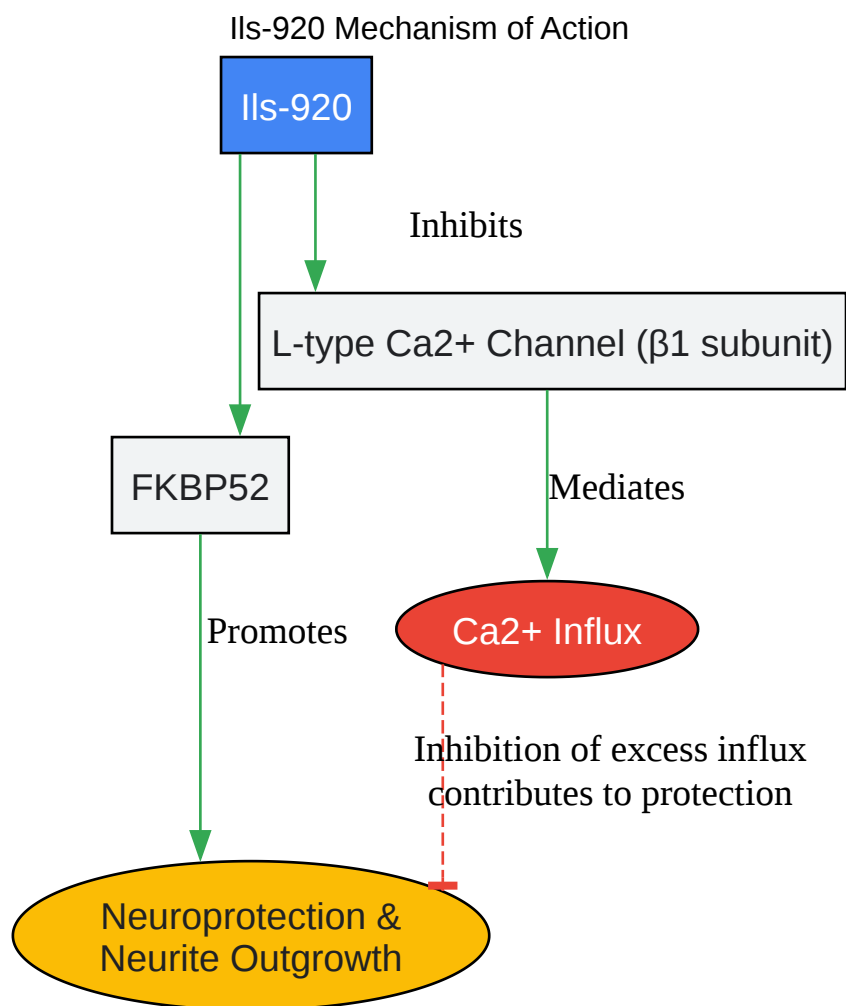 Ils-920 Mechanism of Action
Ils-920
Inhibits
L-type Ca2+ Channel (β1 subunit)
FKBP52
Mediates
Promotes
Ca2+ Influx
Inhibition of excess influx
contributes to protection
Neuroprotection &
Neurite Outgrowth